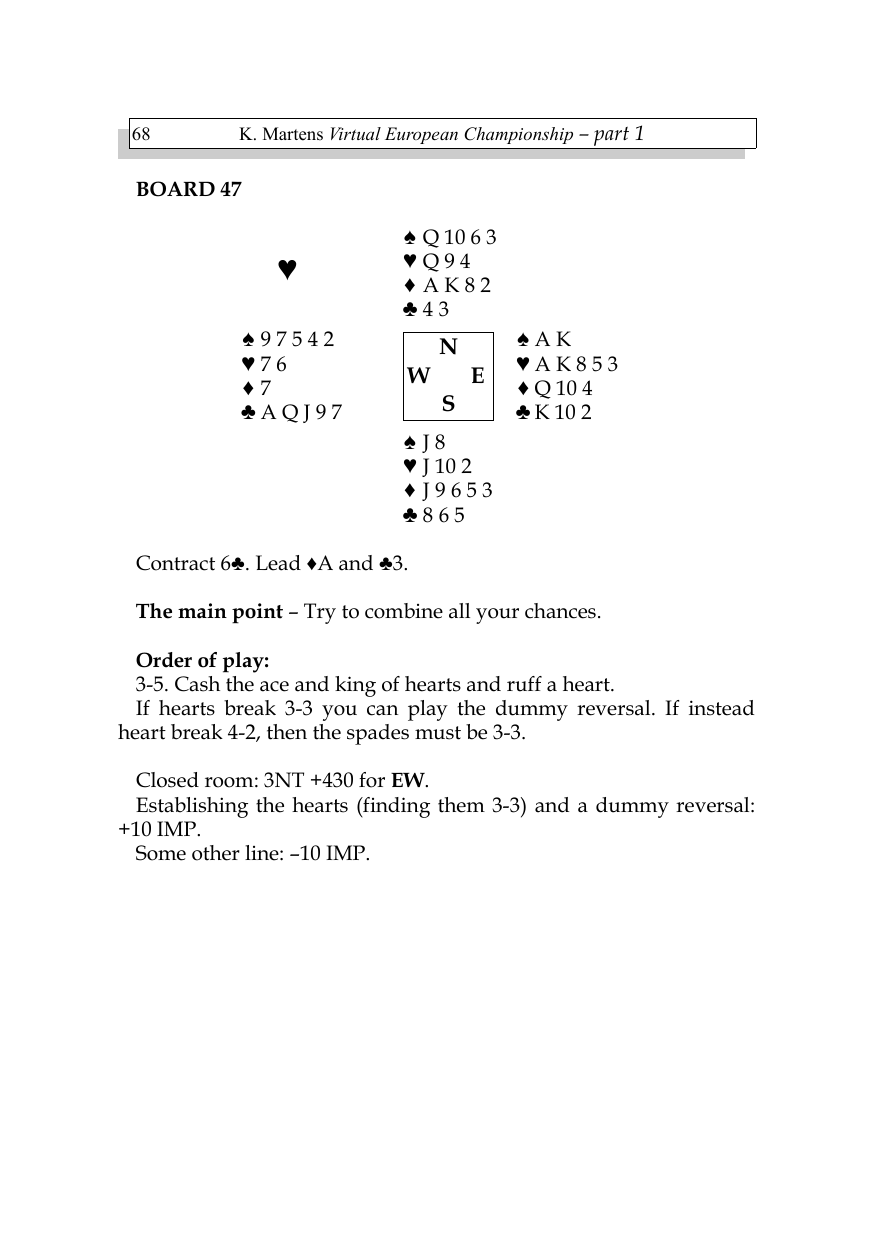 68 K. Martens Virtual European Championship – part 1
BOARD 47
♠ Q 10 6 3
♥
♥ Q 9 4
♦ A K 8 2
♣ 4 3
♠ 9 7 5 4 2
♥ 7 6
♦ 7
♣ A Q J 9 7
N
W E
S
♠ A K
♥ A K 8 5 3
♦ Q 10 4
♣ K 10 2
♠ J 8
♥ J 10 2
♦ J 9 6 5 3
♣ 8 6 5
Contract 6♣. Lead ♦A and ♣3.
The main point – Try to combine all your chances.
Order of play:
3-5. Cash the ace and king of hearts and ruff a heart.
If hearts break 3-3 you can play the dummy reversal. If instead
heart break 4-2, then the spades must be 3-3.
Closed room: 3NT +430 for EW.
Establishing the hearts (finding them 3-3) and a dummy reversal:
+10 IMP.
Some other line: –10 IMP.